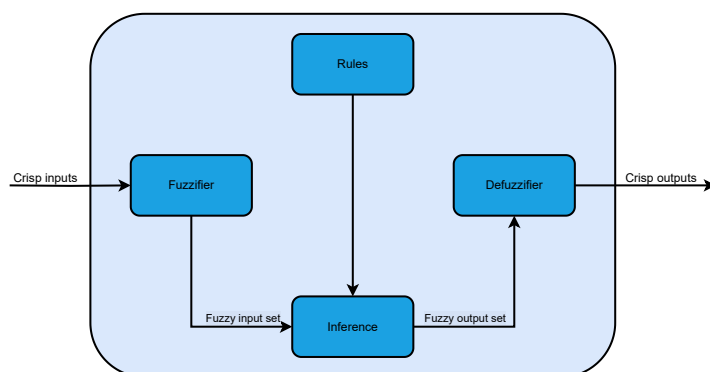 Rules
Crisp inputs
Fuzzifier
Defuzzifier
Crisp outputs
Fuzzy input set
Inference
Fuzzy output set